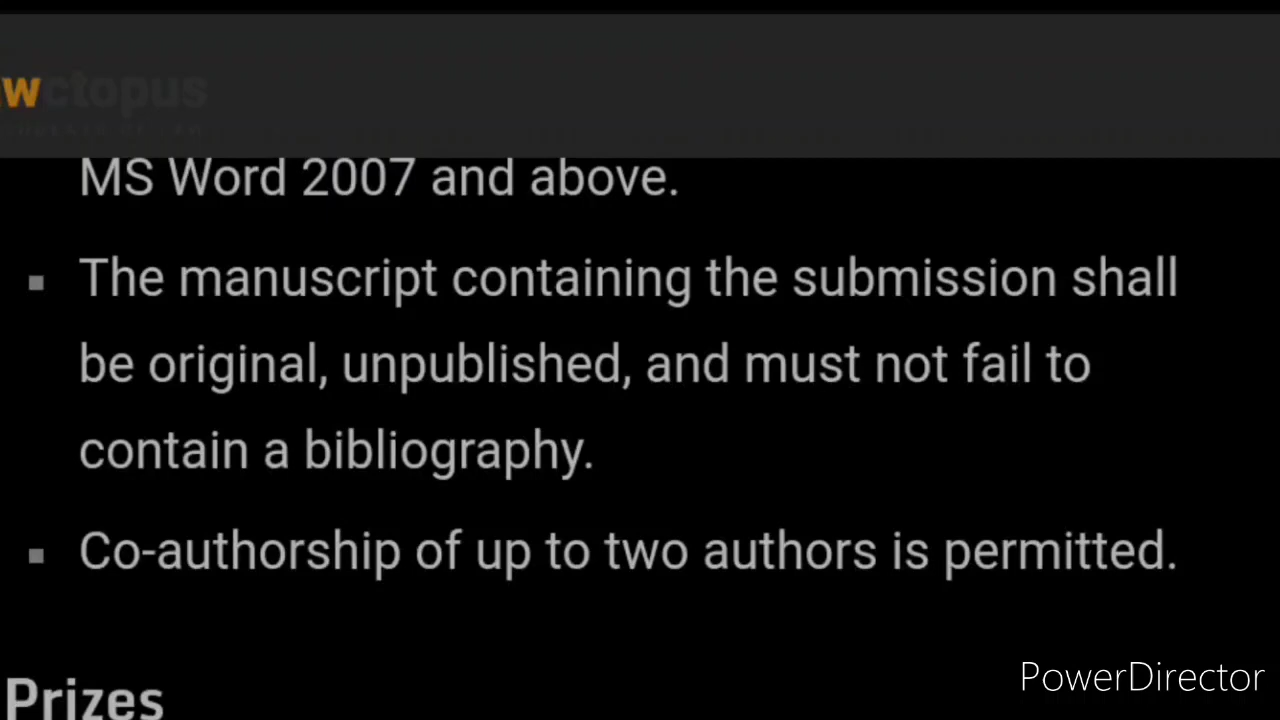 wctopus
MS Word 2007 and above.
▪ The manuscript containing the submission shall
be original, unpublished, and must not fail to
contain a bibliography.
▪ Co-authorship of up to two authors is permitted.
Prizes
PowerDirector